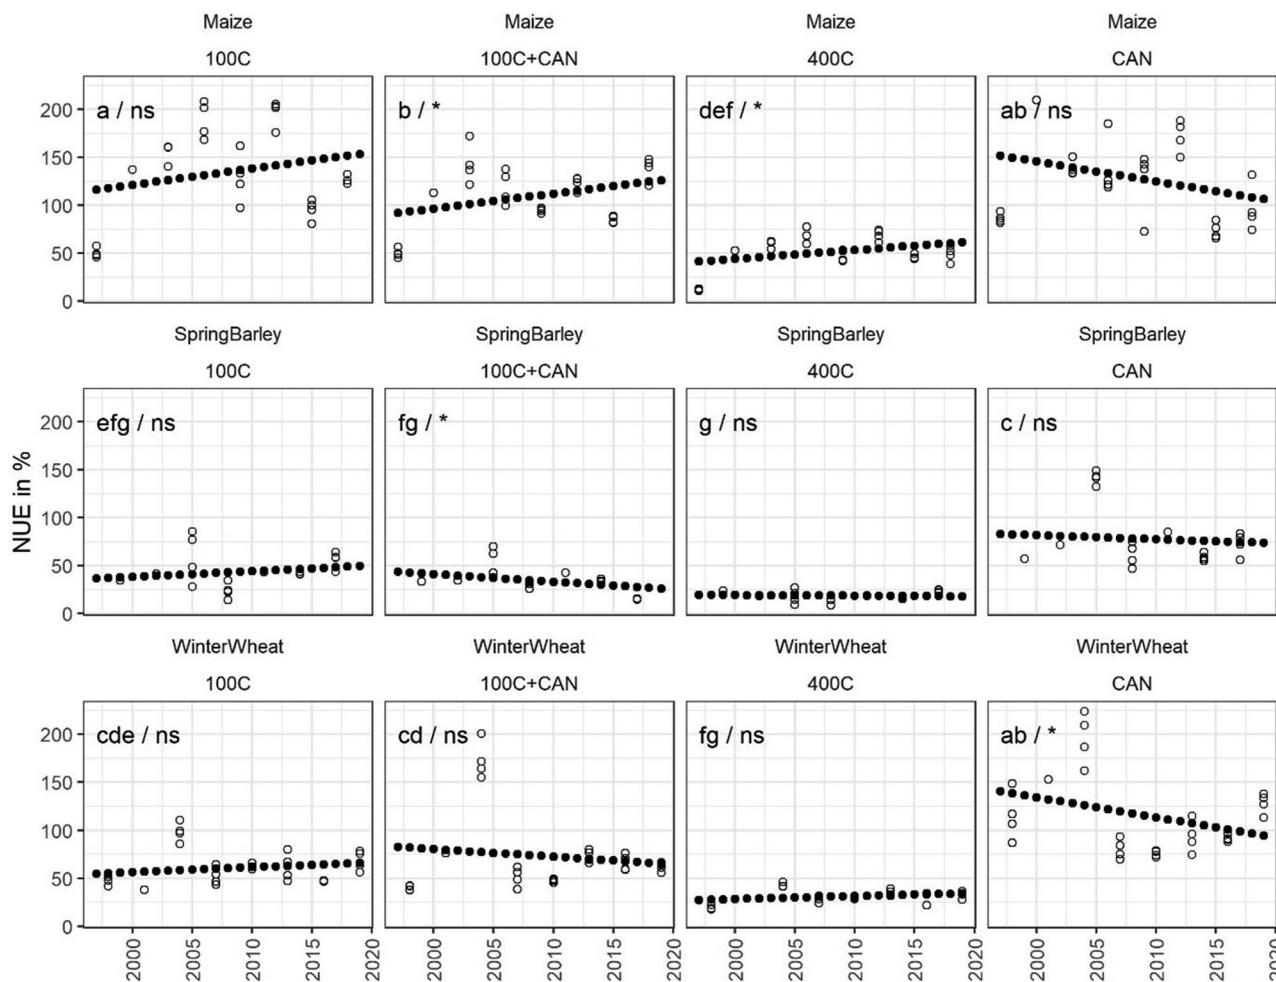 Maize Maize Maize Maize
100C 100C+CAN 400C CAN
200 a / ns b / * def / * ab / ns
150
100
50
0
SpringBarley SpringBarley SpringBarley SpringBarley
100C 100C+CAN 400C CAN
200 efg / ns fg / * g / ns c / ns
150
100
50
0
NUE in %
WinterWheat WinterWheat WinterWheat WinterWheat
100C 100C+CAN 400C CAN
200 cde / ns cd / ns fg / ns ab / *
150
100
50
0
2000 2005 2010 2015 2020 2000 2005 2010 2015 2020 2000 2005 2010 2015 2020 2000 2005 2010 2015 2020